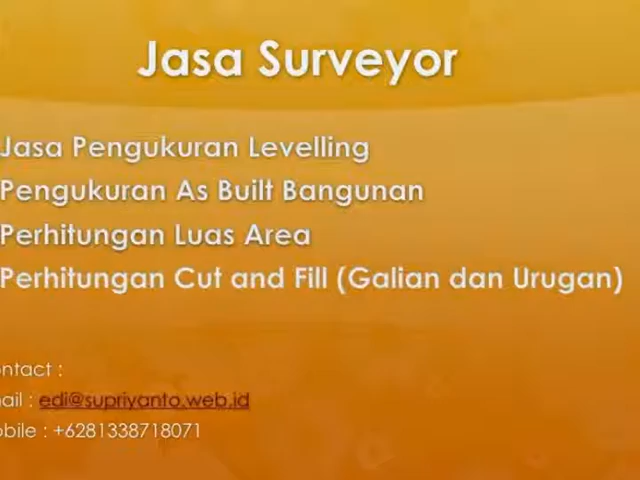 Jasa Surveyor
Jasa Pengukuran Levelling
Pengukuran As Built Bangunan
Perhitungan Luas Area
Perhitungan Cut and Fill (Galian dan Urugan)
ontact :
ail : edi@supriyanto.web.id
obile : +6281338718071